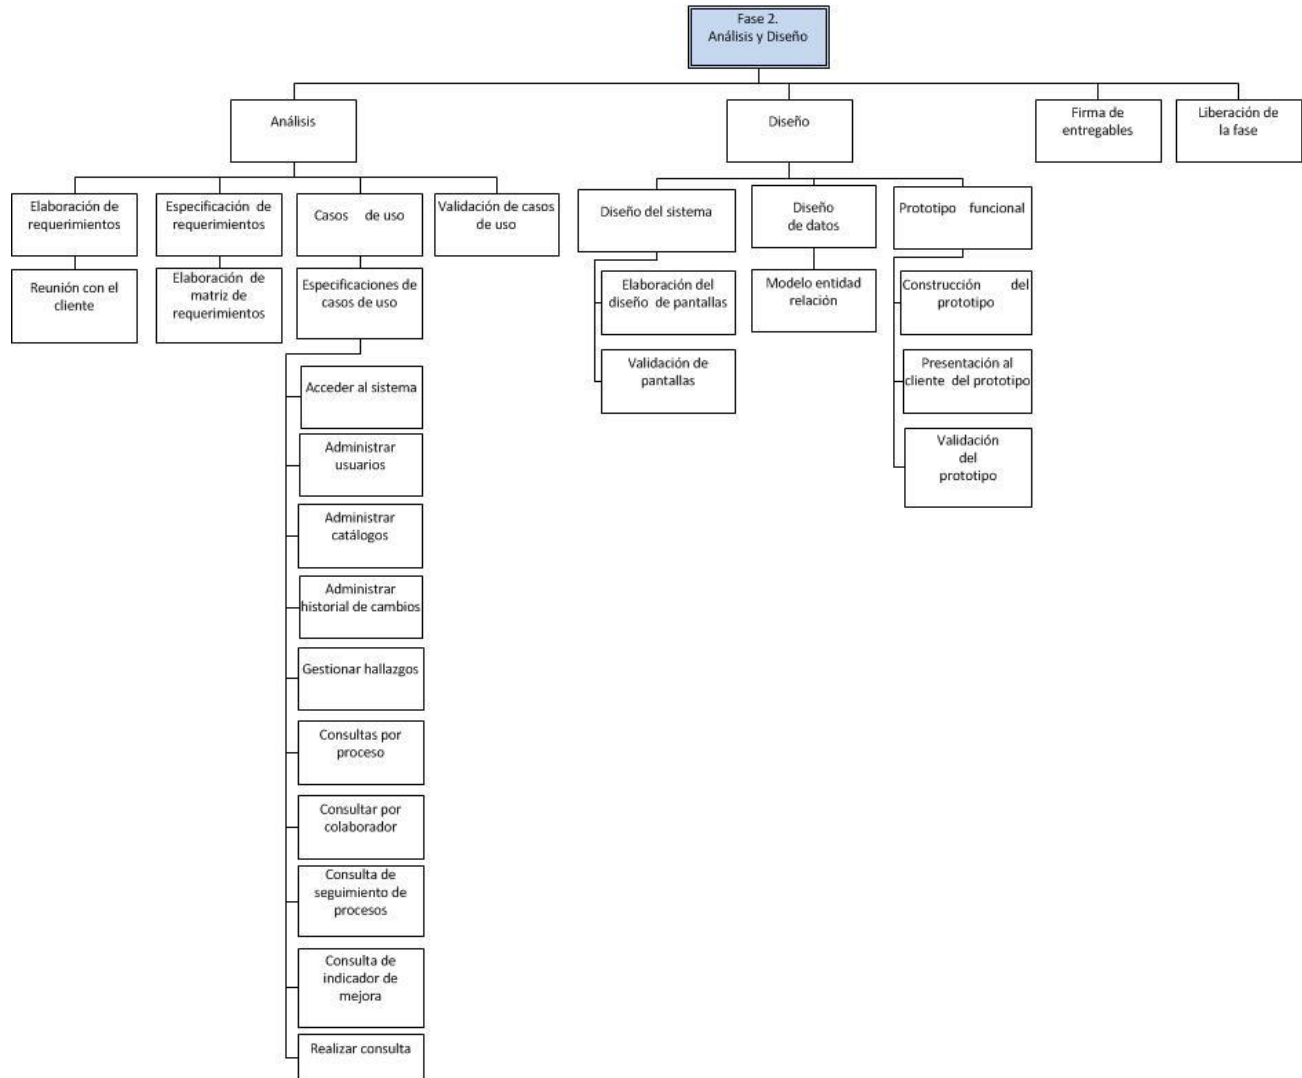 Fase 2.
Análisis y Diseño
Análisis
Diseño
Firma de
entregables
Liberación de
la fase
Elaboración de
requerimientos
Especificación de
requerimientos
Casos de uso
Validación de casos
de uso
Diseño del sistema
Diseño
de datos
Prototipo funcional
Reunión con el
cliente
Elaboración de
matriz de
requerimientos
Especificaciones de
casos de uso
Elaboración del
diseño de pantallas
Modelo entidad
relación
Construcción del
prototipo
Validación de
pantallas
Presentación al
cliente del prototipo
Validación
del
prototipo
Acceder al sistema
Administrar
usuarios
Administrar
catálogos
Administrar
historial de cambios
Gestionar hallazgos
Consultas por
proceso
Consultar por
colaborador
Consulta de
seguimiento de
procesos
Consulta de
indicador de
mejora
Realizar consulta